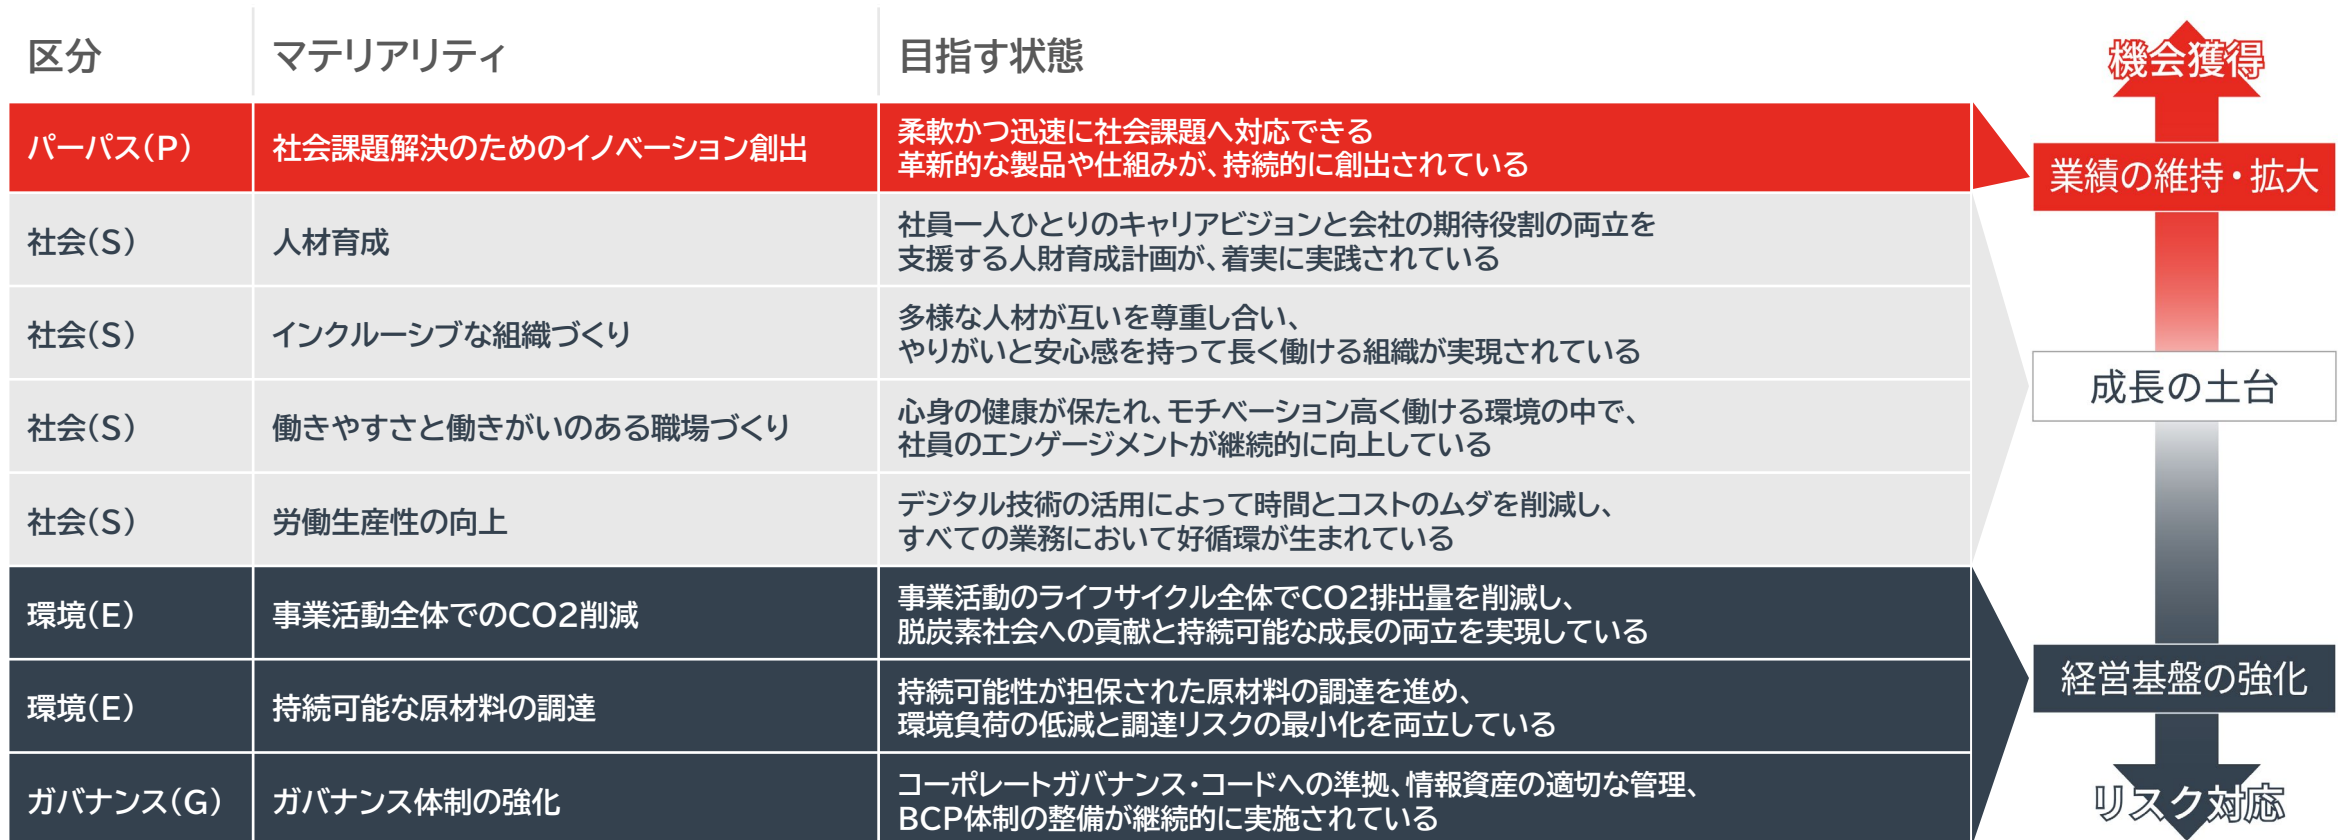 区分
マテリアリティ
目指す状態
パーパス(P)
社会課題解決のためのイノベーション創出
柔軟かつ迅速に社会課題へ対応できる
革新的な製品や仕組みが、持続的に創出されている
社会(S)
人材育成
社員一人ひとりのキャリアビジョンと会社の期待役割の両立を
支援する人財育成計画が、着実に実践されている
社会(S)
インクルーシブな組織づくり
多様な人材が互いを尊重し合い、
やりがいと安心感を持って長く働ける組織が実現されている
社会(S)
働きやすさと働きがいのある職場づくり
心身の健康が保たれ、モチベーション高く働ける環境の中で、
社員のエンゲージメントが継続的に向上している
社会(S)
労働生産性の向上
デジタル技術の活用によって時間とコストのムダを削減し、
すべての業務において好循環が生まれている
環境(E)
事業活動全体でのCO2削減
事業活動のライフサイクル全体でCO2排出量を削減し、
脱炭素社会への貢献と持続可能な成長の両立を実現している
環境(E)
持続可能な原材料の調達
持続可能性が担保された原材料の調達を進め、
環境負荷の低減と調達リスクの最小化を両立している
ガバナンス(G)
ガバナンス体制の強化
コーポレートガバナンス・コードへの準拠、情報資産の適切な管理、
BCP体制の整備が継続的に実施されている
機会獲得
業績の維持・拡大
成長の土台
経営基盤の強化
リスク対応